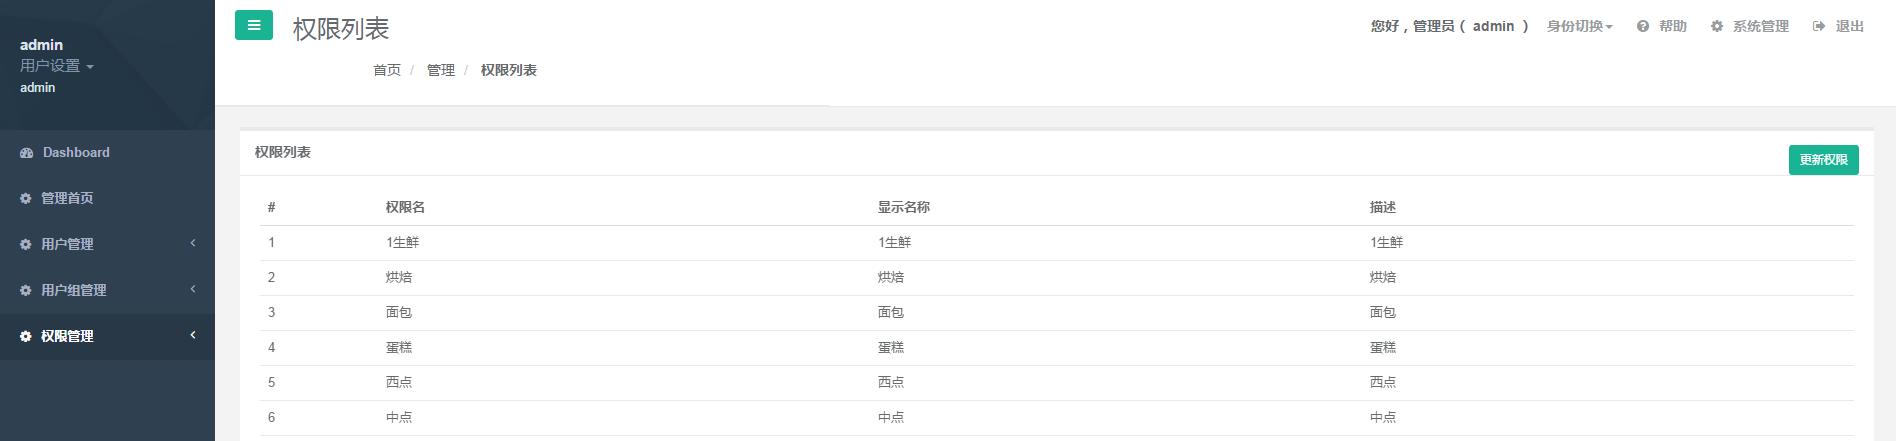 admin
用户设置
admin
Dashboard
管理首页
用户管理
用户组管理
权限管理
权限列表
您好，管理员（ admin ） 身份切换 帮助 系统管理 退出
首页 / 管理 / 权限列表
权限列表
更新权限
# 权限名 显示名称 描述
1 1生鲜 1生鲜 1生鲜
2 烘焙 烘焙 烘焙
3 面包 面包 面包
4 蛋糕 蛋糕 蛋糕
5 西点 西点 西点
6 中点 中点 中点